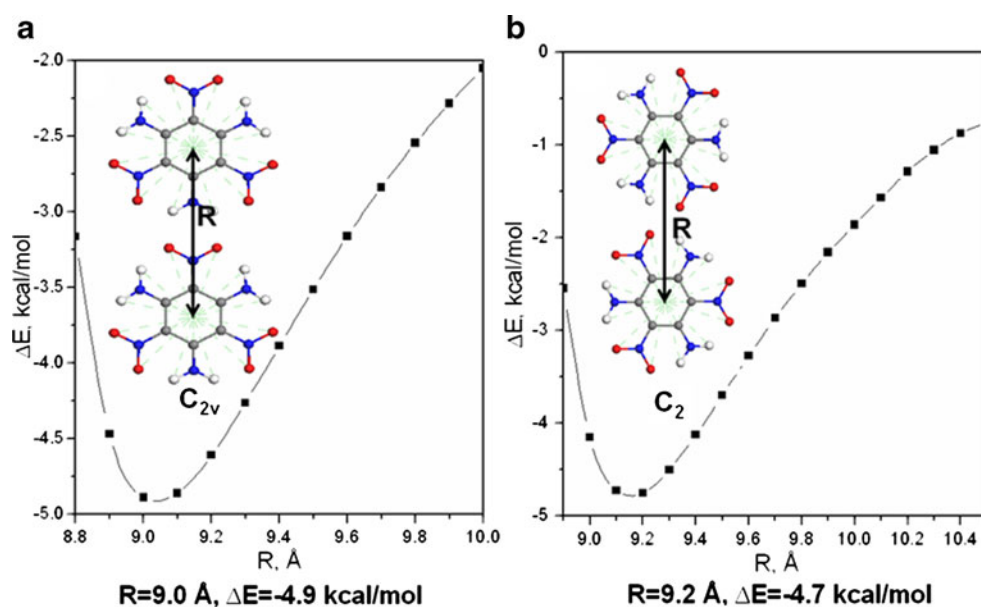 a
-2.0
-2.5
-3.0
-3.5
-4.0
-4.5
-5.0
ΔE, kcal/mol
R
C2v
8.8 9.0 9.2 9.4 9.6 9.8 10.0
R, Å
R=9.0 Å, ΔE=-4.9 kcal/mol
b
0
-1
-2
-3
-4
-5
ΔE, kcal/mol
R
C2
9.0 9.2 9.4 9.6 9.8 10.0 10.2 10.4
R, Å
R=9.2 Å, ΔE=-4.7 kcal/mol